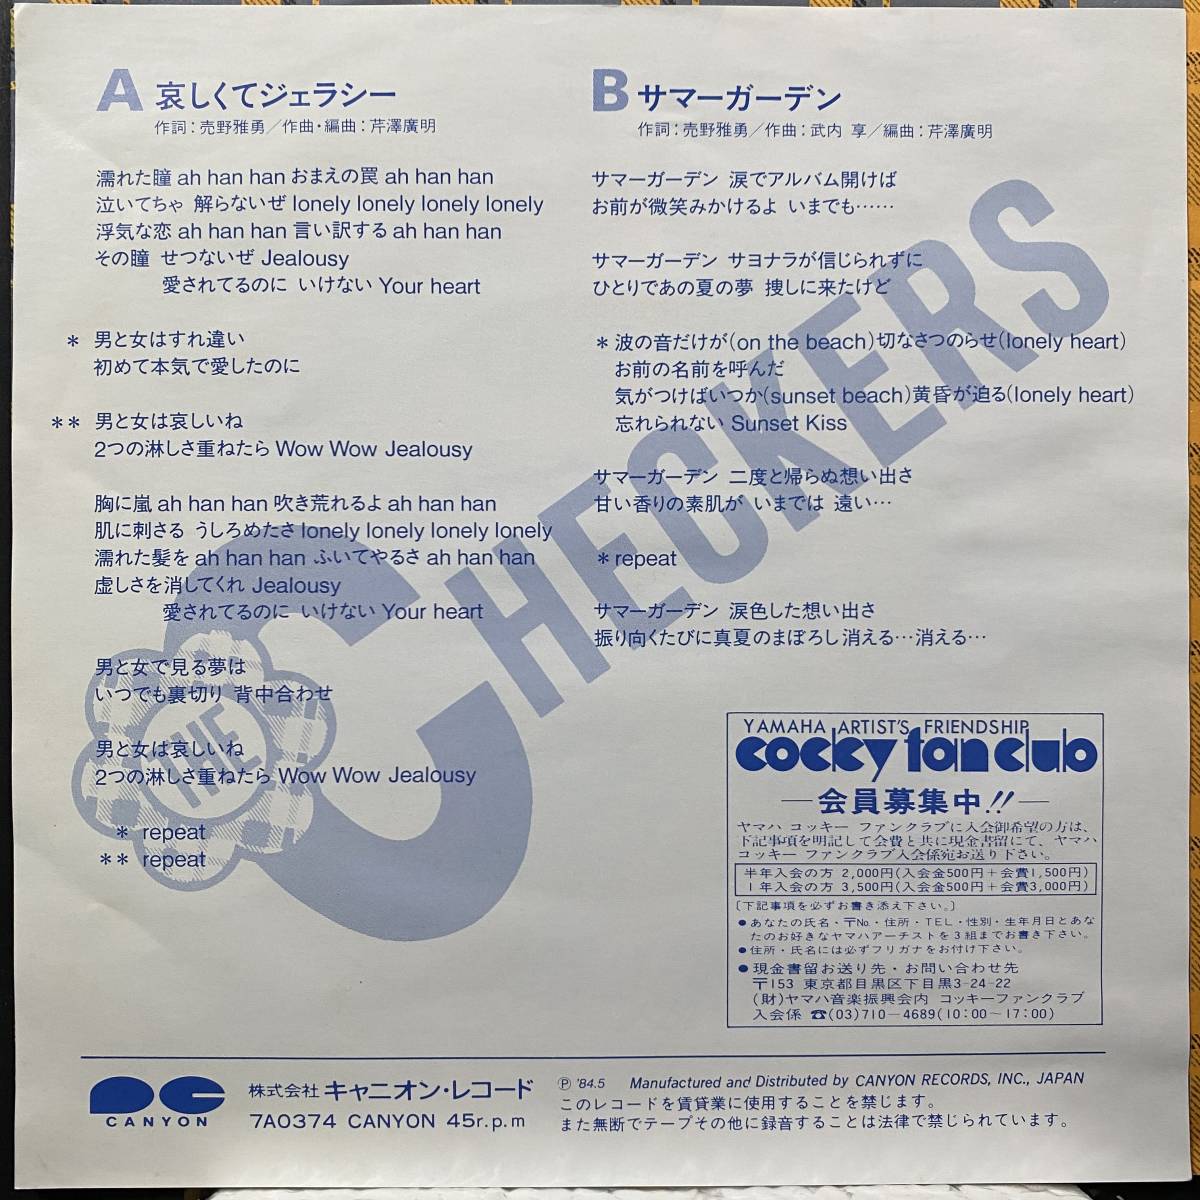 A 哀しくてジェラシー
作詞：売野雅勇／作曲・編曲：芹澤廣明
濡れた瞳 ah han han おまえの罠 ah han han
泣いてちゃ 解らないぜ lonely lonely lonely lonely
浮気な恋 ah han han 言い訳する ah han han
その瞳 せつないぜ Jealousy
愛されてるのに いけない Your heart
* 男と女はすれ違い
初めて本気で愛したのに
** 男と女は哀しいね
2つの淋しさ重ねたら Wow Wow Jealousy
胸に嵐 ah han han 吹き荒れるよ ah han han
肌に刺さる うしろめたさ lonely lonely lonely lonely
濡れた髪を ah han han ふいてやるさ ah han han
虚しさを消してくれ Jealousy
愛されてるのに いけない Your heart
男と女で見る夢は
いつでも裏切り 背中合わせ
男と女は哀しいね
2つの淋しさ重ねたら Wow Wow Jealousy
* repeat
** repeat
B サマーガーデン
作詞：売野雅勇／作曲：武内 享／編曲：芹澤廣明
サマーガーデン 涙でアルバム開けば
お前が微笑みかけるよ いまでも……
サマーガーデン サヨナラが信じられずに
ひとりであの夏の夢 捜しに来たけど
* 波の音だけが(on the beach)切なさつのらせ(lonely heart)
お前の名前を呼んだ
気がつけばいつか(sunset beach)黄昏が迫る(lonely heart)
忘れられない Sunset Kiss
サマーガーデン 二度と帰らぬ想い出さ
甘い香りの素肌が いまでは 遠い…
* repeat
サマーガーデン 涙色した想い出さ
振り向くたびに真夏のまぼろし消える…消える…
THE CHECKERS
YAMAHA ARTIST'S FRIENDSHIP
cocky fan club
—会員募集中!!—
ヤマハ コッキー ファンクラブに入会御希望の方は、
下記事項を明記して会費と共に現金書留にて、ヤマハ
コッキー ファンクラブ入会係宛お送り下さい。
半年入会の方 2,000円(入会金500円＋会費1,500円)
1年入会の方 3,500円(入会金500円＋会費3,000円)
〔下記事項を必ずお書き添え下さい。〕
●あなたの氏名・〒No.・住所・TEL・性別・生年月日とあな
たのお好きなヤマハアーチストを3組までお書き下さい。
●住所・氏名には必ずフリガナをお付け下さい。
●現金書留お送り先・お問い合わせ先
〒153 東京都目黒区下目黒3-24-22
(財)ヤマハ音楽振興会内 コッキーファンクラブ
入会係 ☎(03)710-4689(10:00〜17:00)
CANYON
株式会社 キャニオン・レコード
7A0374 CANYON 45r.p.m
Ⓟ '84.5 Manufactured and Distributed by CANYON RECORDS, INC., JAPAN
このレコードを賃貸業に使用することを禁じます。
また無断でテープその他に録音することは法律で禁じられています。